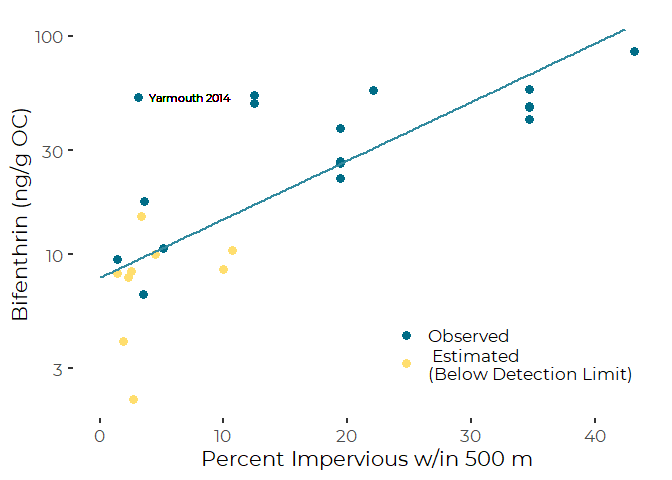 100
Yarmouth 2014
30
10
3
Bifenthrin (ng/g OC)
Observed
Estimated
(Below Detection Limit)
0 10 20 30 40
Percent Impervious w/in 500 m